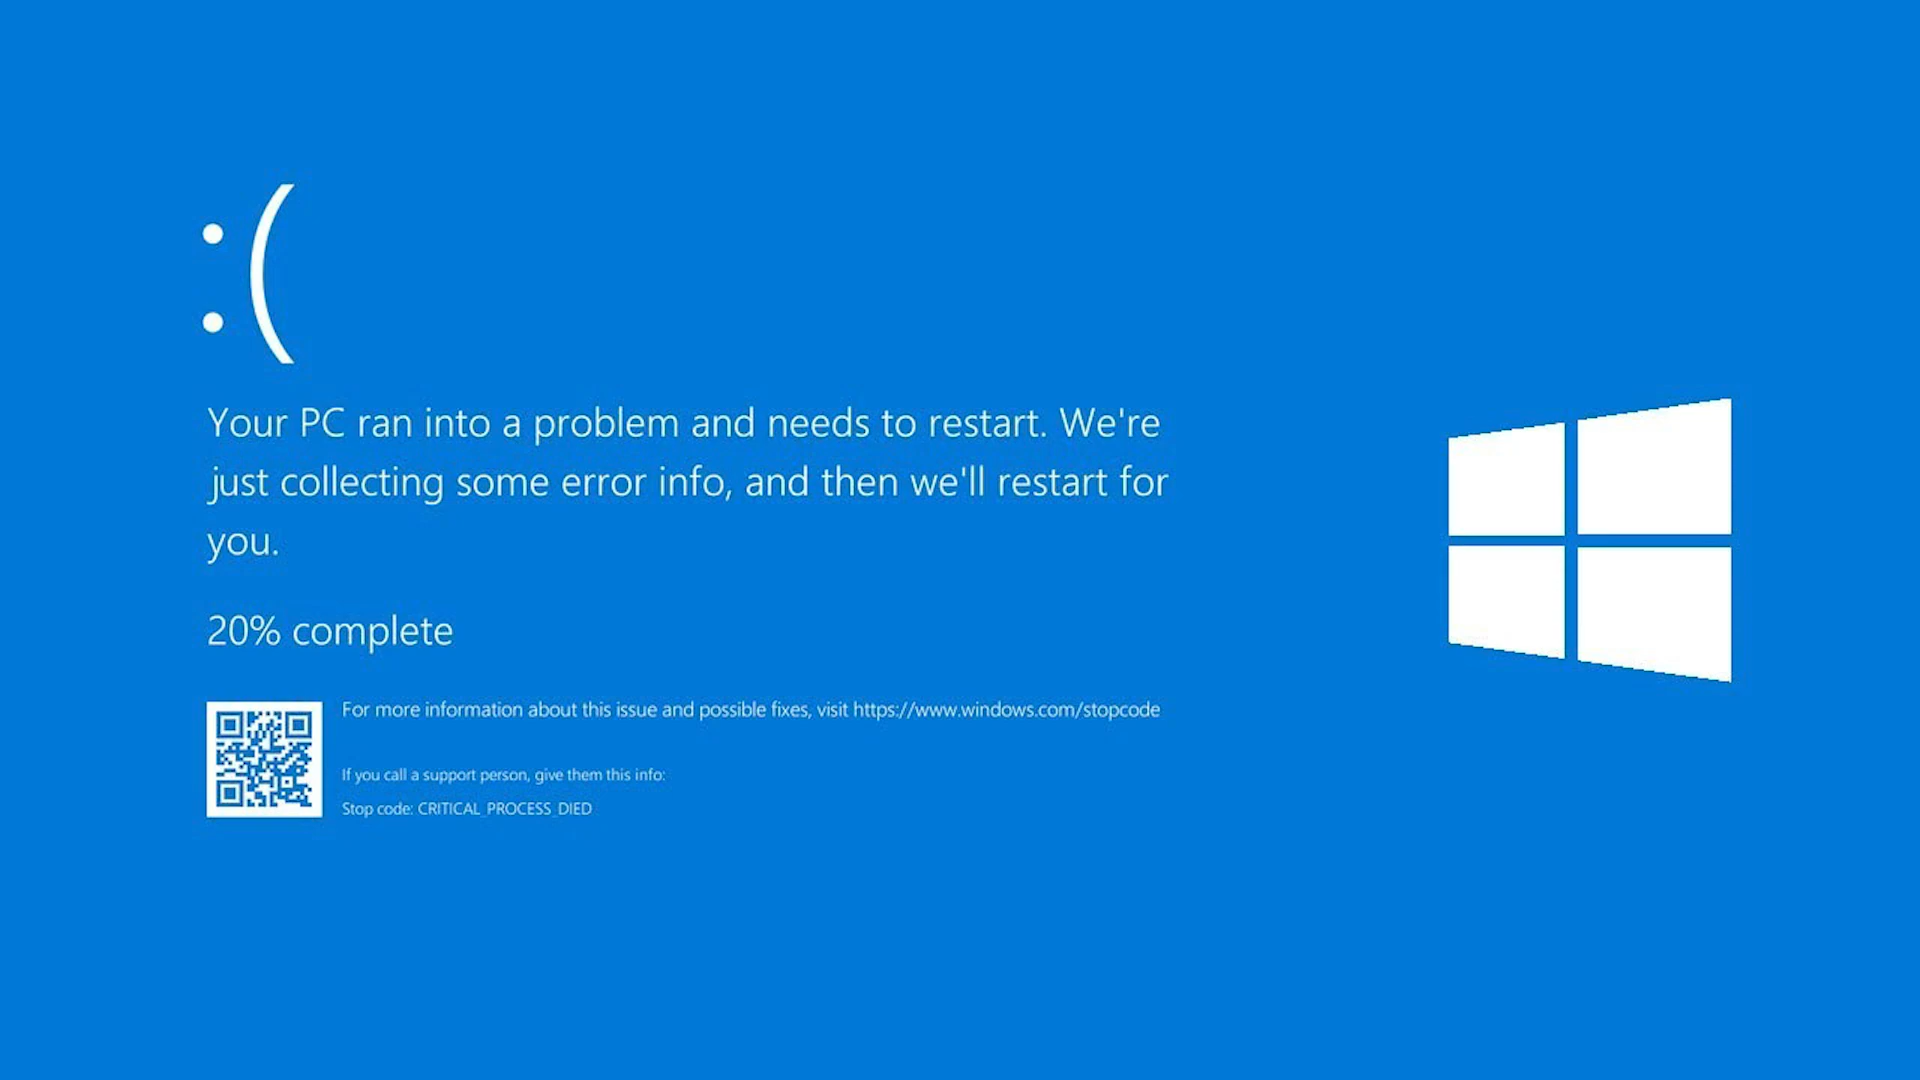 :(
Your PC ran into a problem and needs to restart. We're
just collecting some error info, and then we'll restart for
you.
20% complete
For more information about this issue and possible fixes, visit https://www.windows.com/stopcode
If you call a support person, give them this info:
Stop code: CRITICAL_PROCESS_DIED